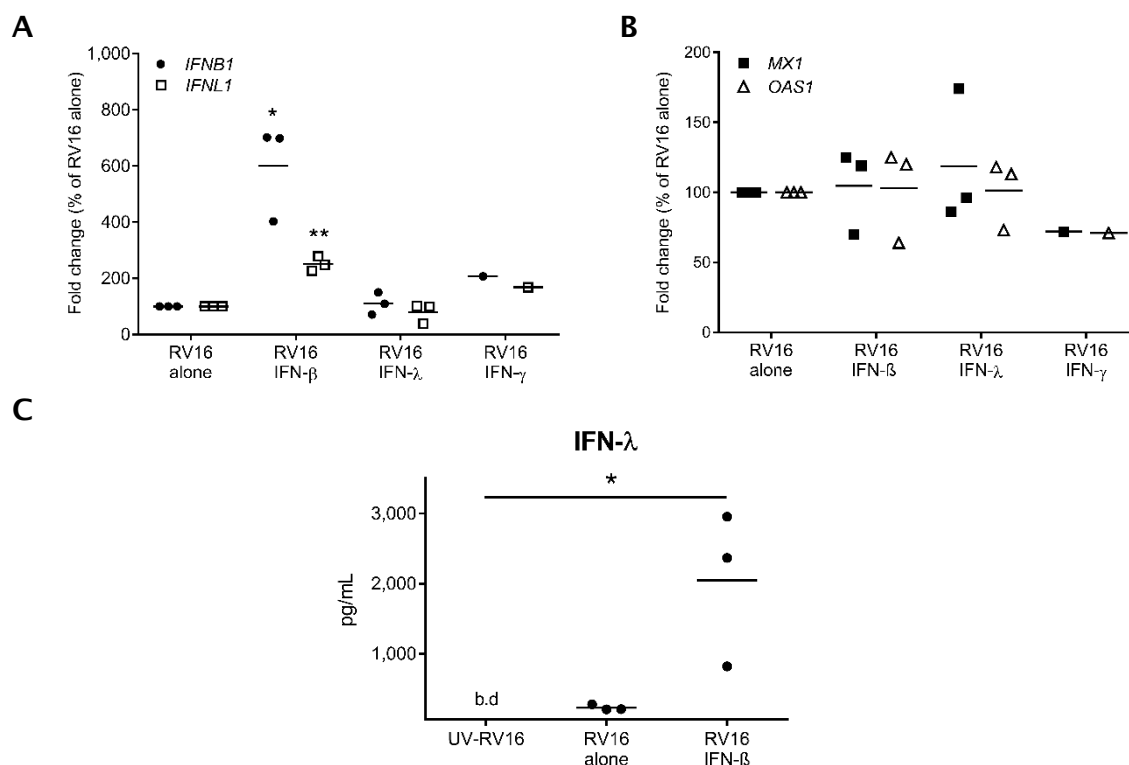 A
1,000
800
600
400
200
0
Fold change (% of RV16 alone)
IFNB1
IFNL1
*
**
RV16
alone
RV16
IFN-β
RV16
IFN-λ
RV16
IFN-γ
B
200
150
100
50
0
Fold change (% of RV16 alone)
MX1
OAS1
RV16
alone
RV16
IFN-ß
RV16
IFN-λ
RV16
IFN-γ
C
IFN-λ
3,000
2,000
1,000
pg/mL
*
b.d
UV-RV16
RV16
alone
RV16
IFN-ß